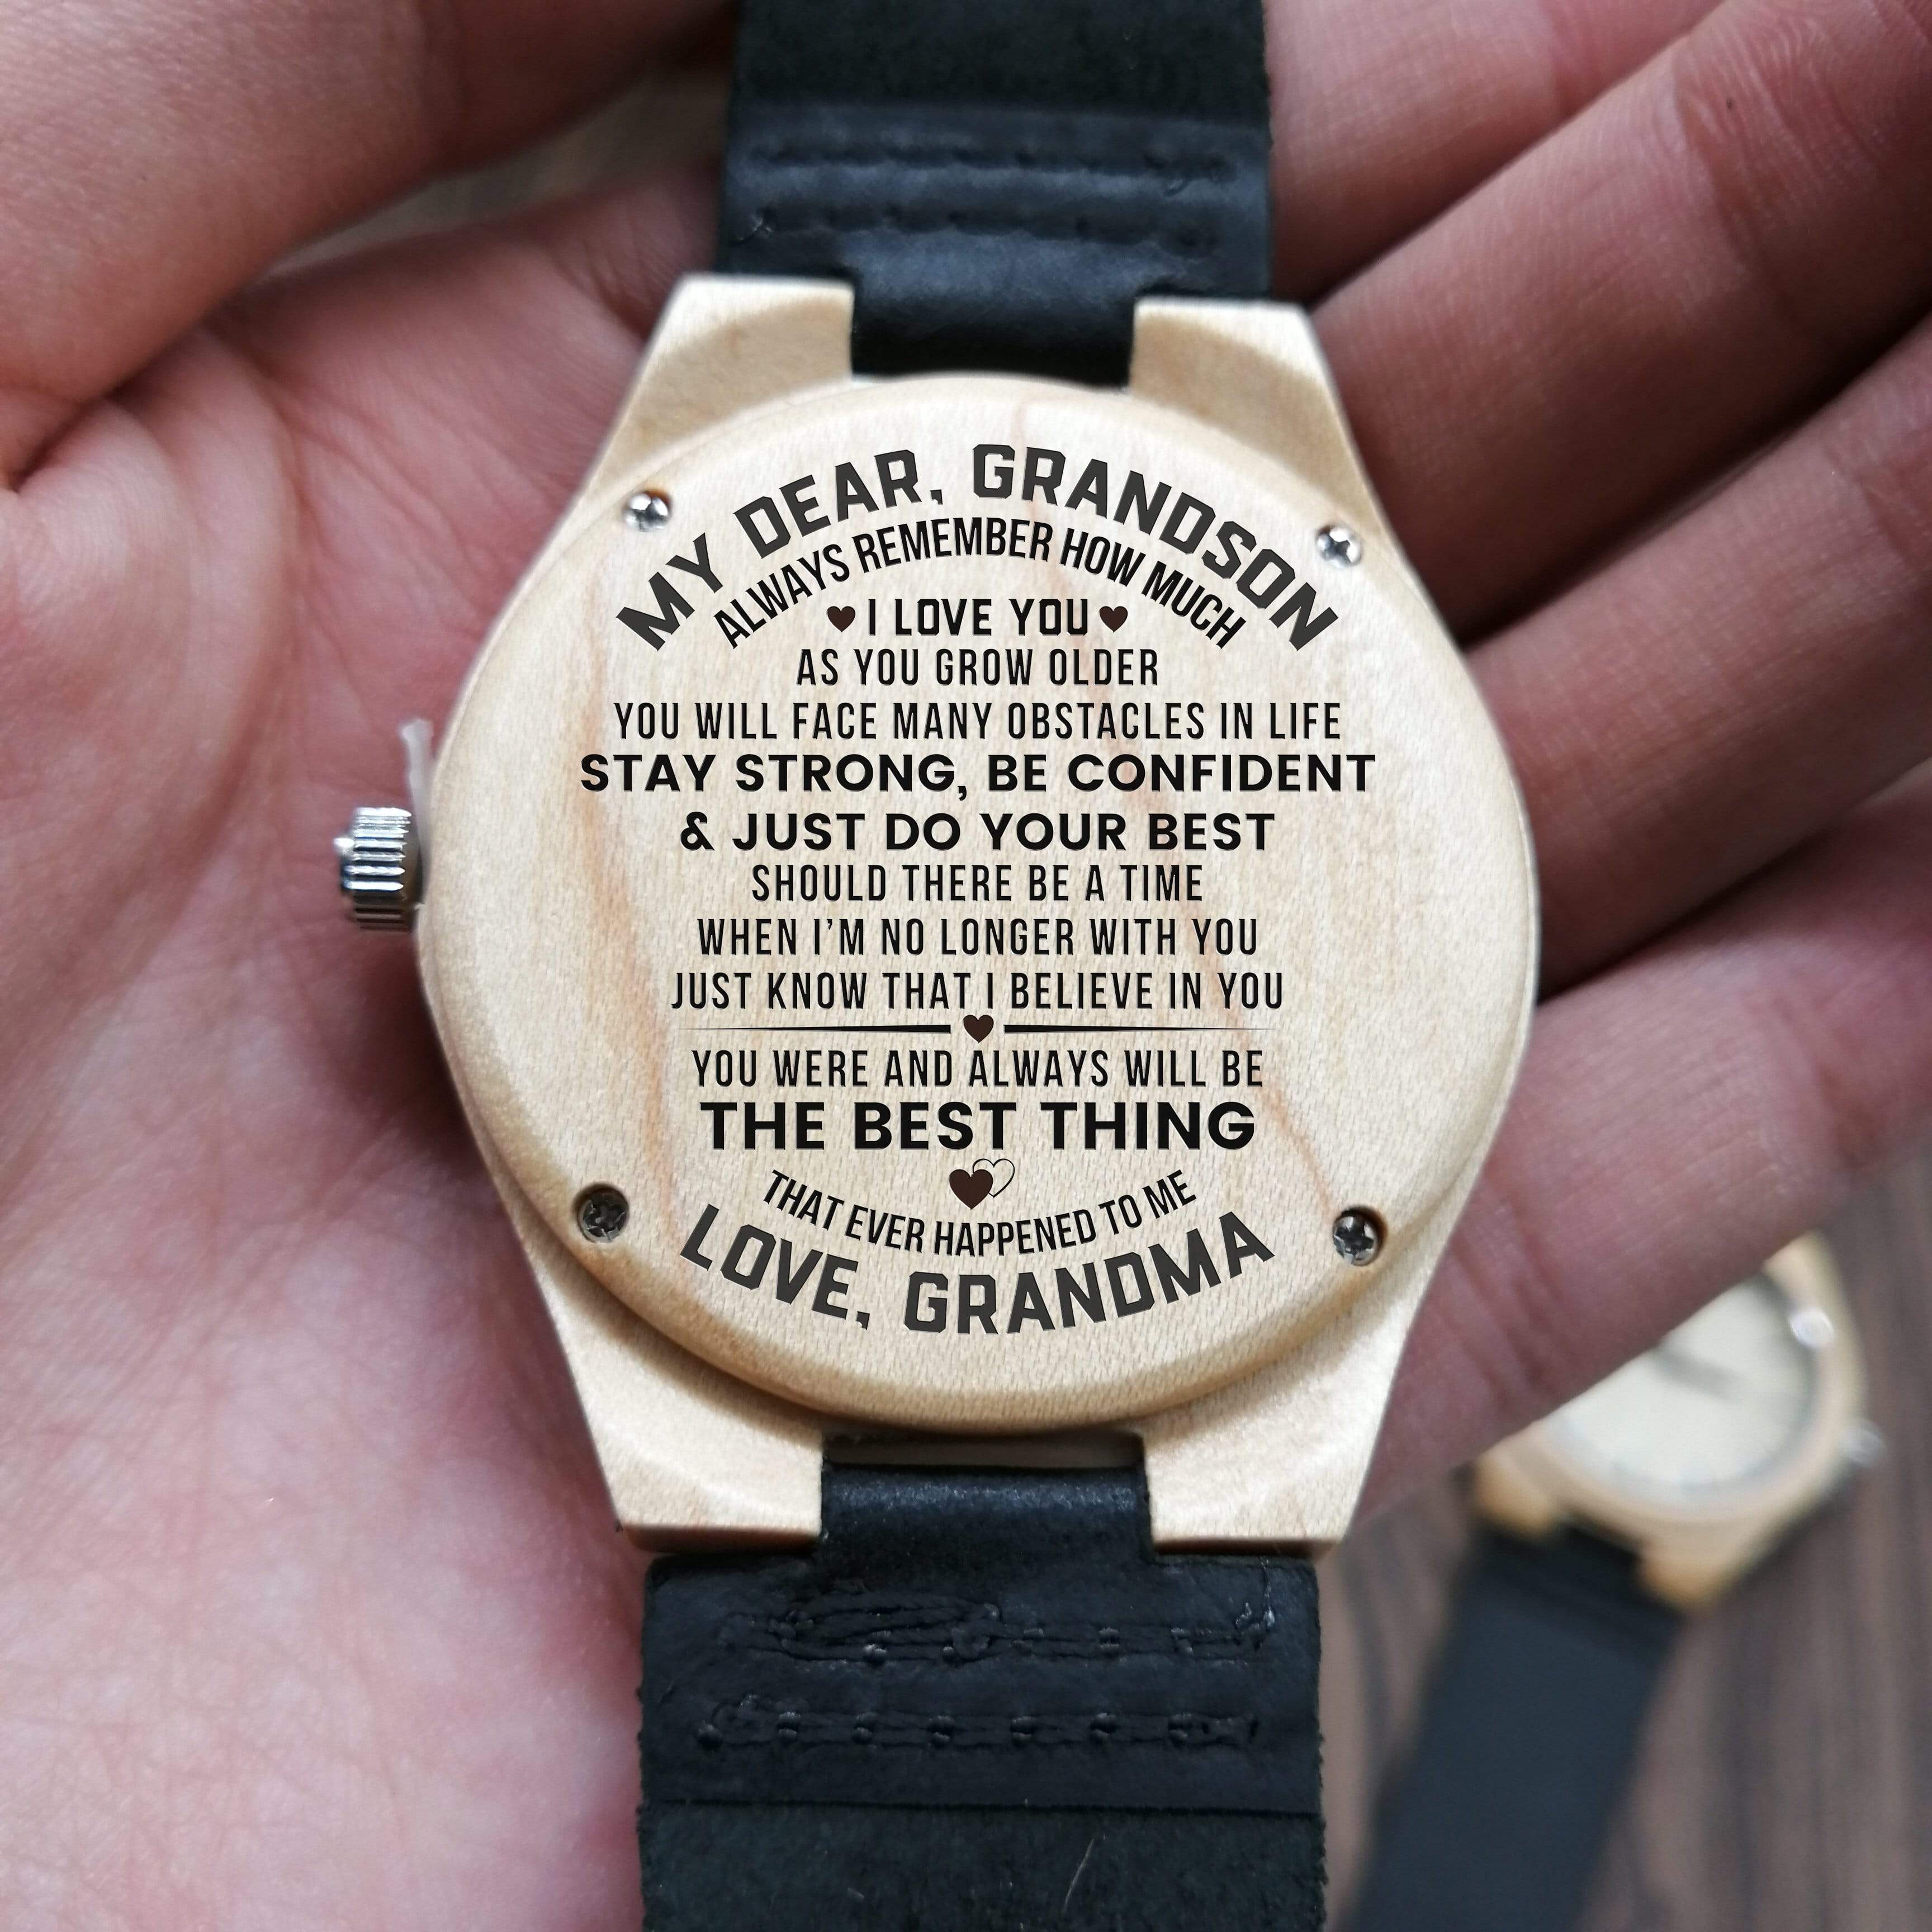 MY DEAR, GRANDSON
ALWAYS REMEMBER HOW MUCH
I LOVE YOU
AS YOU GROW OLDER
YOU WILL FACE MANY OBSTACLES IN LIFE
STAY STRONG, BE CONFIDENT
& JUST DO YOUR BEST
SHOULD THERE BE A TIME
WHEN I'M NO LONGER WITH YOU
JUST KNOW THAT I BELIEVE IN YOU
YOU WERE AND ALWAYS WILL BE
THE BEST THING
THAT EVER HAPPENED TO ME
LOVE, GRANDMA